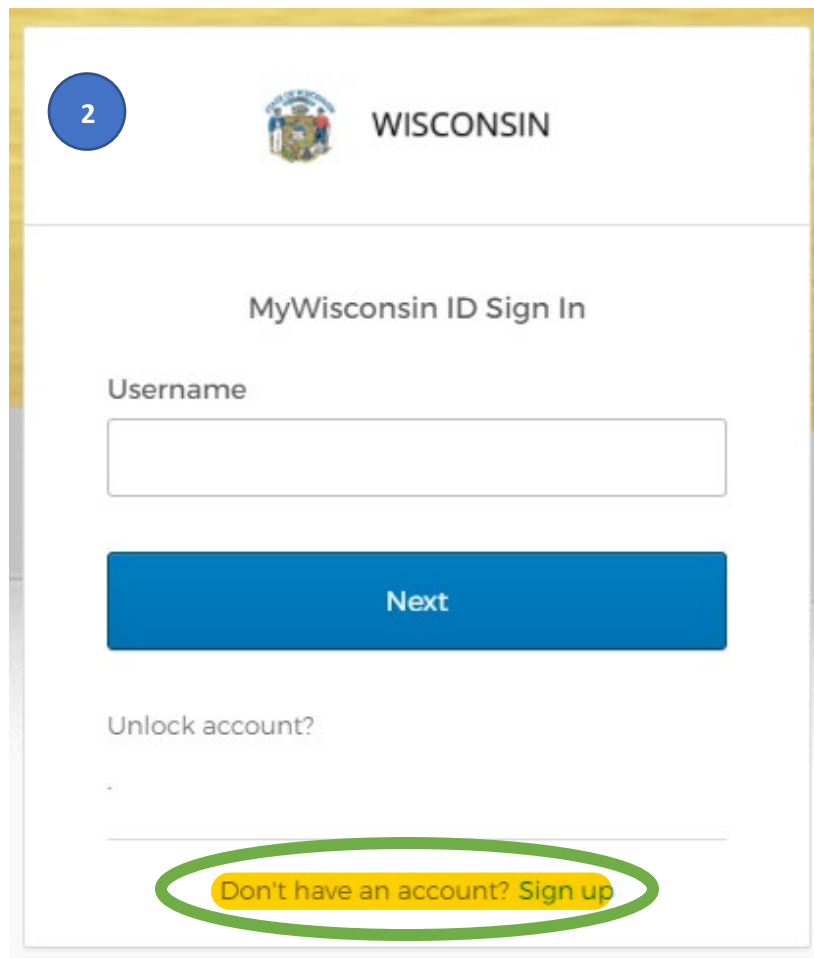 2
WISCONSIN
MyWisconsin ID Sign In
Username
Next
Unlock account?
.
Don't have an account? Sign up